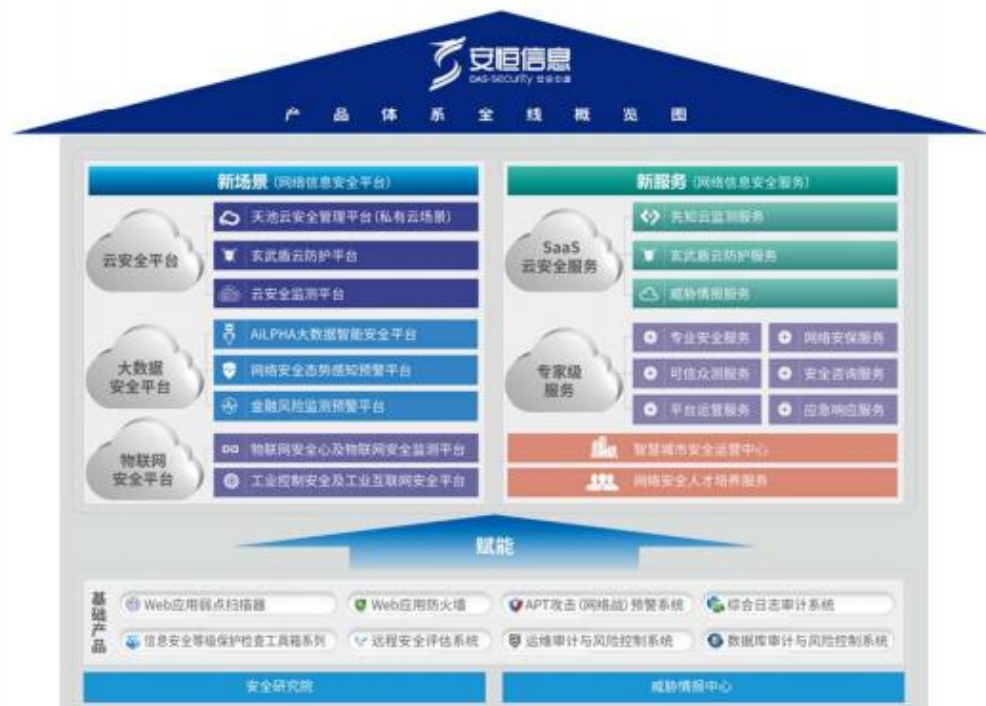 安恒信息
DAS-security
产品体系全线概览图
新场景 (网络信息安全平台)
云安全平台
天池云安全管理平台(私有云场景)
玄武盾云防护平台
云安全监测平台
大数据
安全平台
AiLPHA大数据智能安全平台
网络安全态势感知预警平台
金融风险监测预警平台
物联网
安全平台
物联网安全心及物联网安全监测平台
工业控制安全及工业互联网安全平台
新服务 (网络信息安全服务)
SaaS
云安全服务
先知云监测服务
玄武盾云防护服务
威胁情报服务
专家级
服务
专业安全服务
网络安保服务
可信众测服务
安全咨询服务
平台运营服务
应急响应服务
智慧城市安全运营中心
网络安全人才培养服务
赋能
基础产品
Web应用弱点扫描器
Web应用防火墙
APT攻击(网络战)预警系统
综合日志审计系统
信息安全等级保护检查工具箱系列
远程安全评估系统
运维审计与风险控制系统
数据库审计与风险控制系统
安全研究院
威胁情报中心